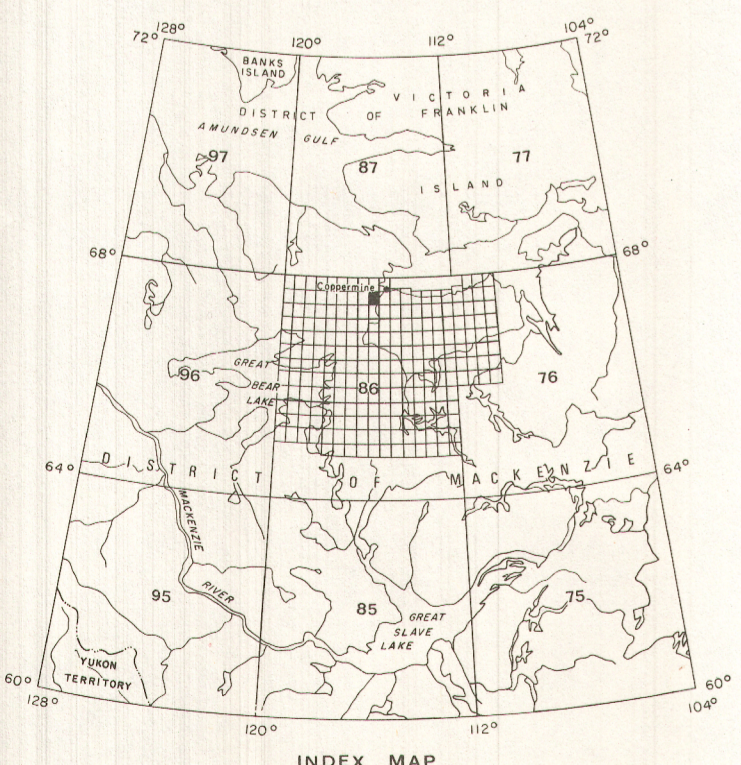 128°
120°
112°
104°
72°
72°
BANKS
ISLAND
VICTORIA
DISTRICT OF FRANKLIN
AMUNDSEN GULF
97
87
77
ISLAND
68°
68°
Coppermine
GREAT
BEAR
LAKE
96
86
76
64°
DISTRICT OF MACKENZIE
64°
MACKENZIE
RIVER
95
85
75
GREAT
SLAVE
LAKE
YUKON
TERRITORY
60°
60°
128°
120°
112°
104°
INDEX MAP